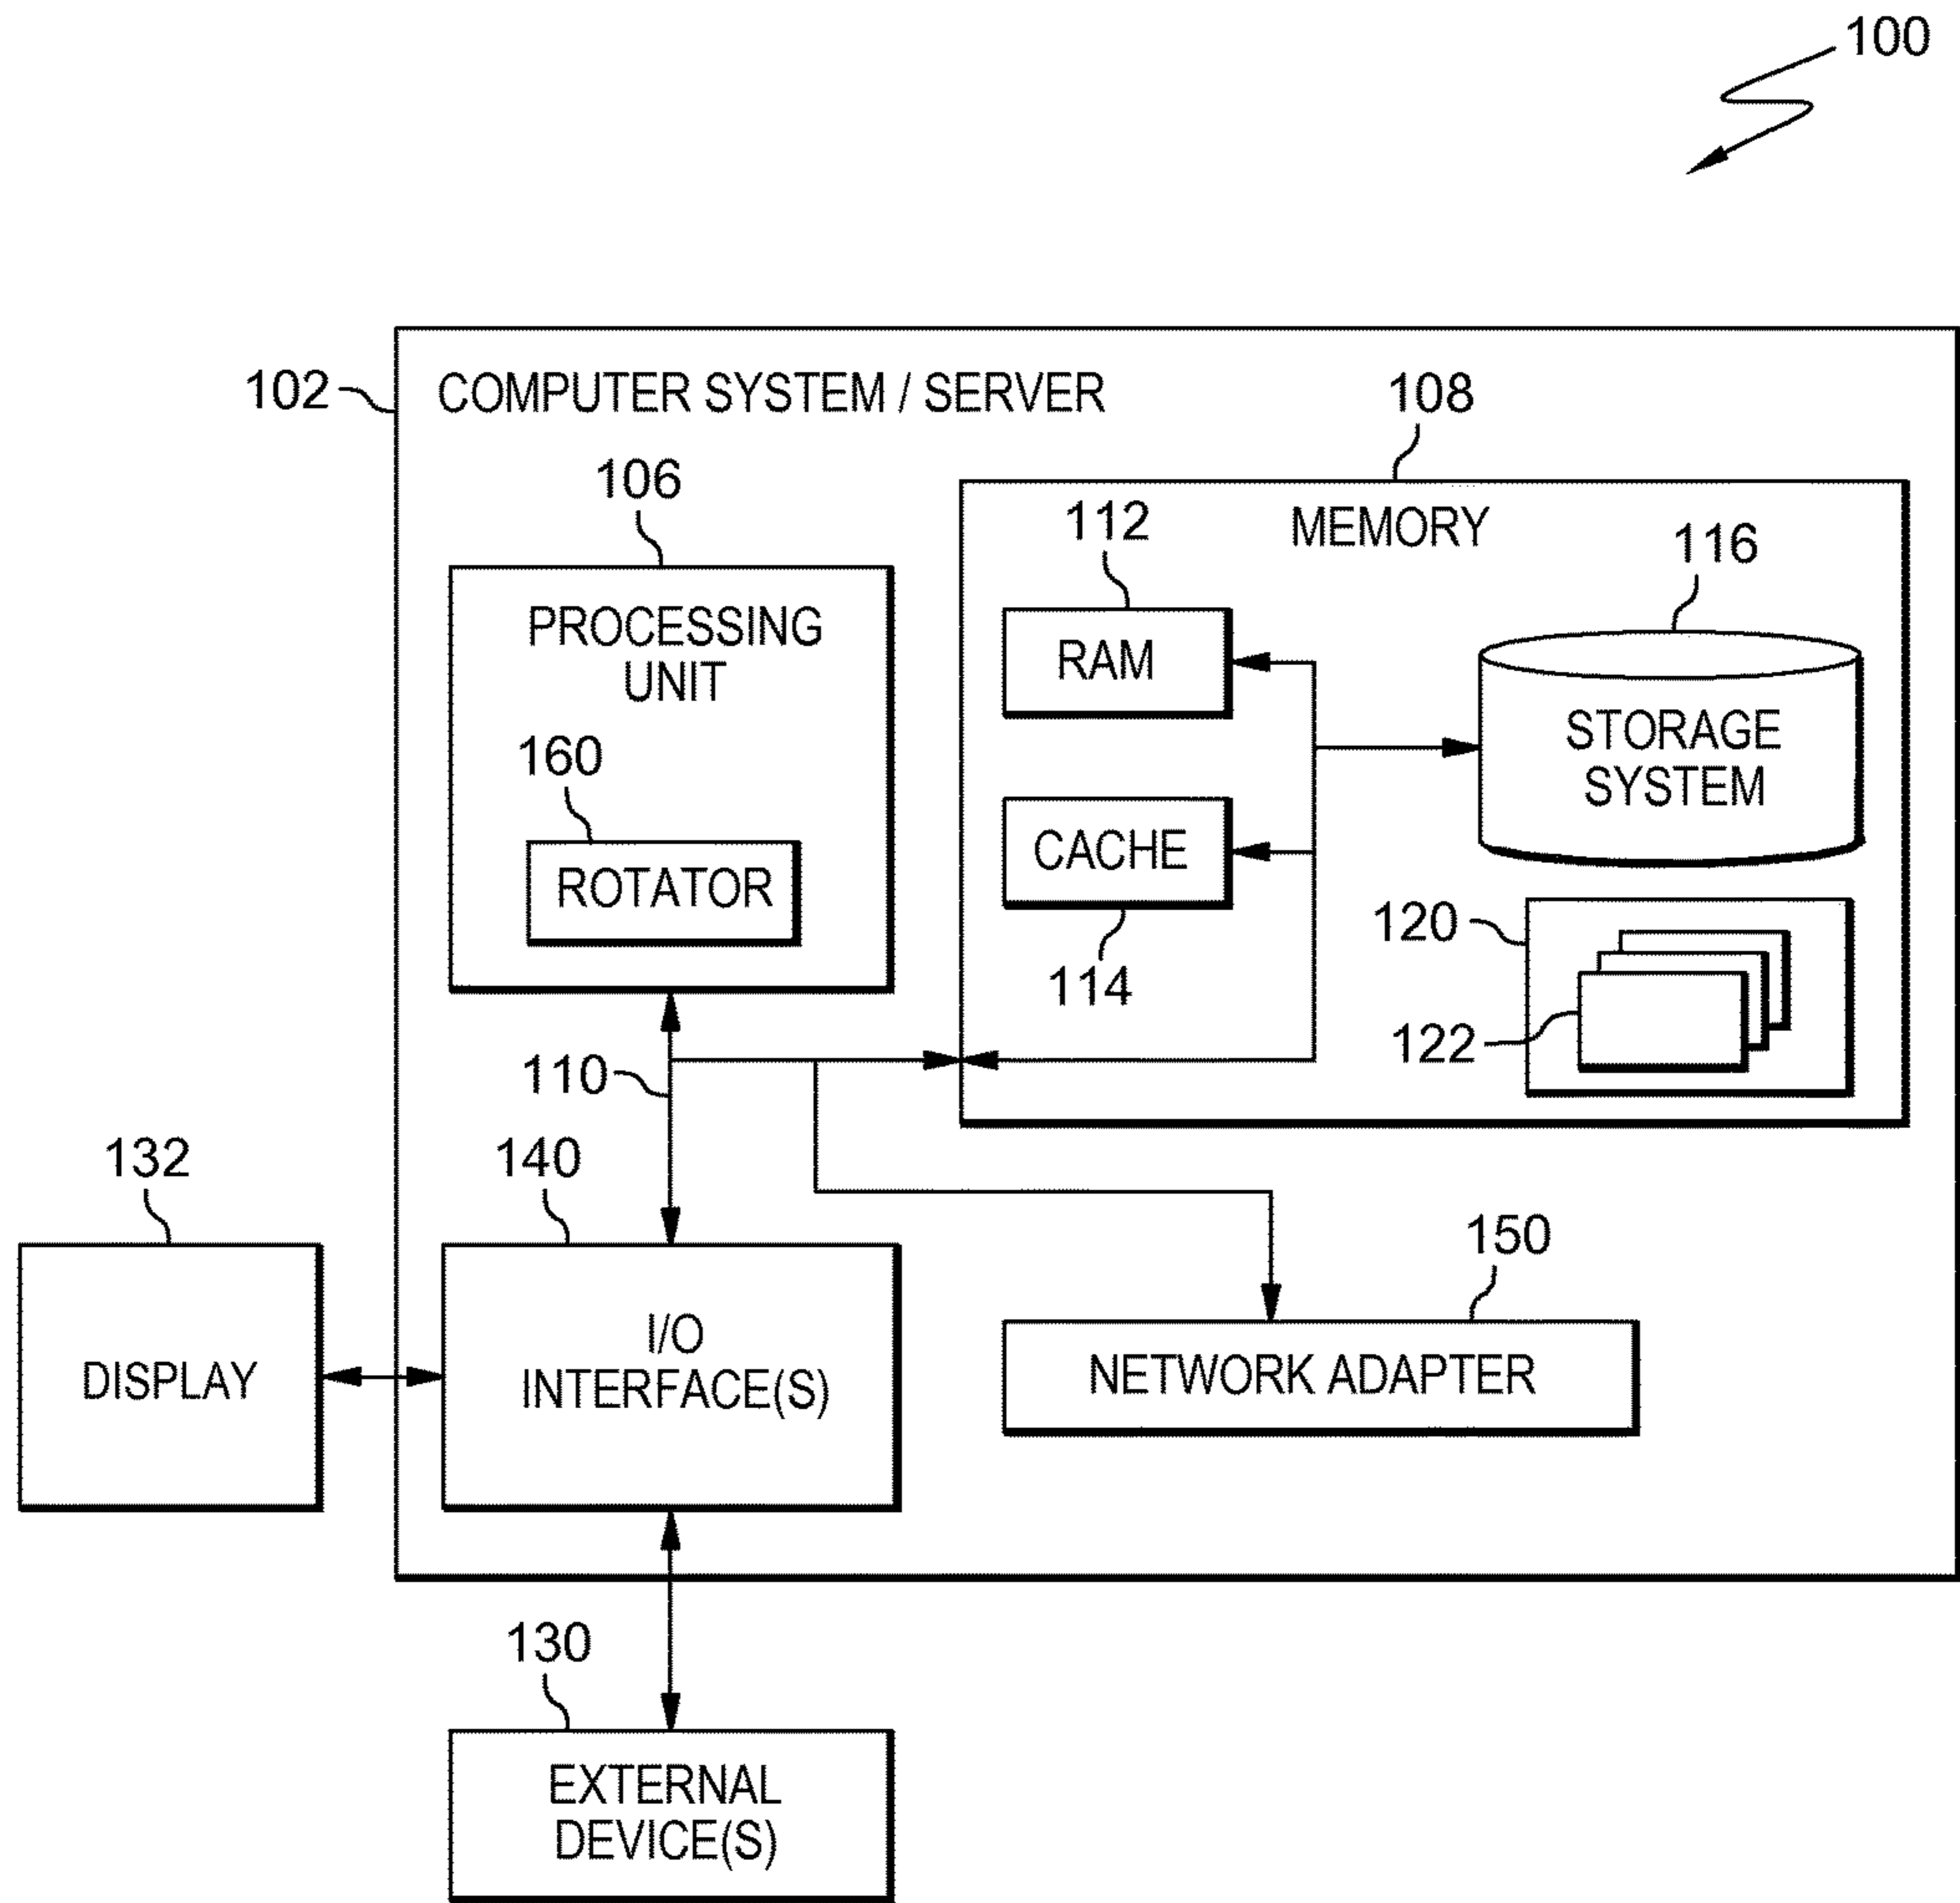 100
102
COMPUTER SYSTEM / SERVER
108
106
MEMORY
112
116
PROCESSING
UNIT
RAM
STORAGE
SYSTEM
160
ROTATOR
CACHE
114
120
122
110
132
140
150
DISPLAY
I/O
INTERFACE(S)
NETWORK ADAPTER
130
EXTERNAL
DEVICE(S)